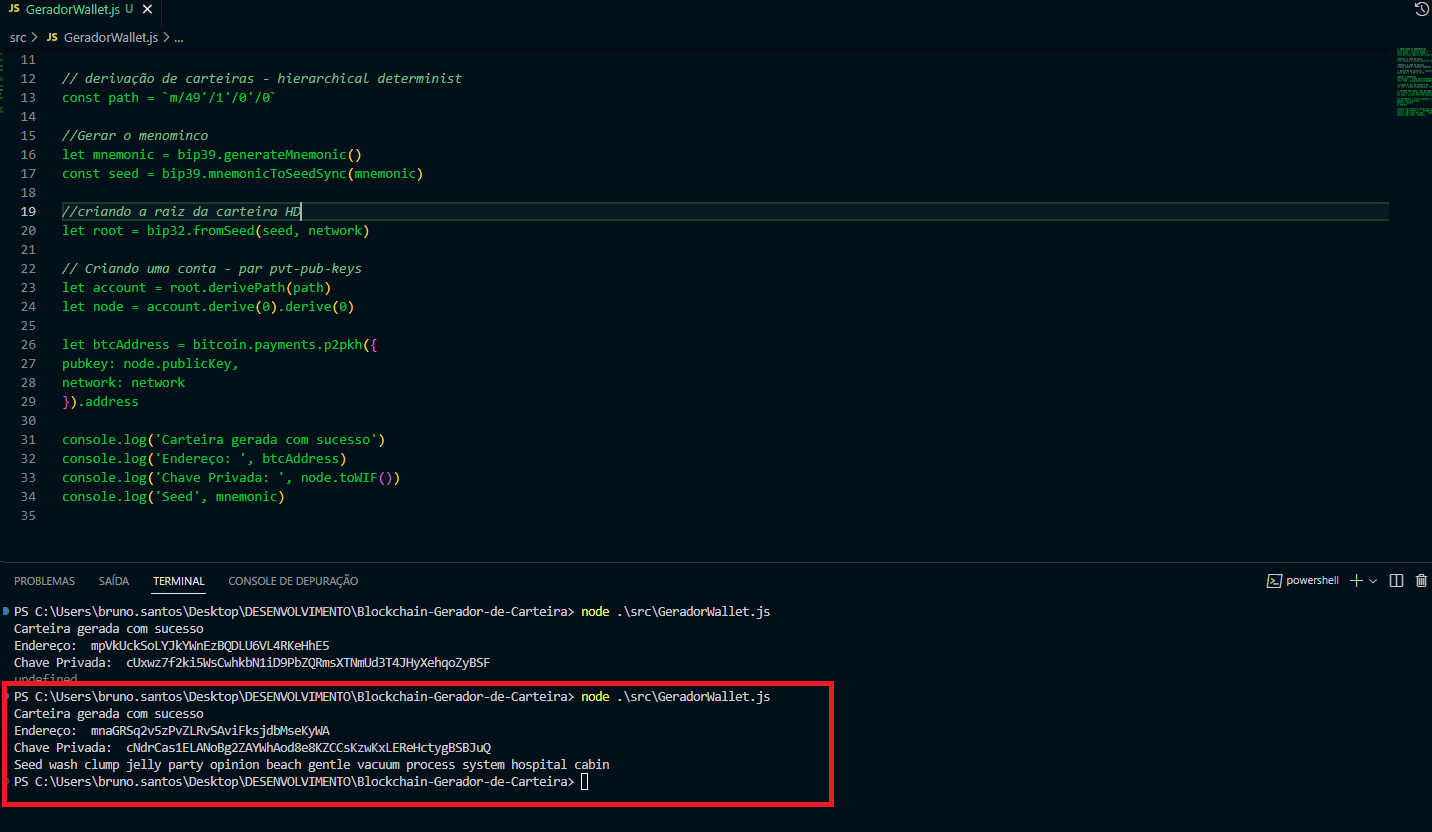 JS GeradorWallet.js U ×
src > JS GeradorWallet.js > ...
11
12 // derivação de carteiras - hierarchical determinist
13 const path = `m/49'/1'/0'/0`
14
15 //Gerar o menominco
16 let mnemonic = bip39.generateMnemonic()
17 const seed = bip39.mnemonicToSeedSync(mnemonic)
18
19 //criando a raiz da carteira HD
20 let root = bip32.fromSeed(seed, network)
21
22 // Criando uma conta - par pvt-pub-keys
23 let account = root.derivePath(path)
24 let node = account.derive(0).derive(0)
25
26 let btcAddress = bitcoin.payments.p2pkh({
27 pubkey: node.publicKey,
28 network: network
29 }).address
30
31 console.log('Carteira gerada com sucesso')
32 console.log('Endereço: ', btcAddress)
33 console.log('Chave Privada: ', node.toWIF())
34 console.log('Seed', mnemonic)
35
PROBLEMAS SAÍDA TERMINAL CONSOLE DE DEPURAÇÃO powershell
PS C:\Users\bruno.santos\Desktop\DESENVOLVIMENTO\Blockchain-Gerador-de-Carteira> node .\src\GeradorWallet.js
Carteira gerada com sucesso
Endereço:  mpVkUckSoLYJkYWnEzBQDLU6VL4RKeHhE5
Chave Privada:  cUxwz7f2ki5WsCwhkbN1iD9PbZQRmsXTNmUd3T4JHyXehqoZyBSF
undefined
PS C:\Users\bruno.santos\Desktop\DESENVOLVIMENTO\Blockchain-Gerador-de-Carteira> node .\src\GeradorWallet.js
Carteira gerada com sucesso
Endereço:  mnaGRSq2v5zPvZLRvSAviFksjdbMseKyWA
Chave Privada:  cNdrCas1ELANoBg2ZAYWhAod8e8KZCCsKzwKxLEReHctygBSBJuQ
Seed wash clump jelly party opinion beach gentle vacuum process system hospital cabin
PS C:\Users\bruno.santos\Desktop\DESENVOLVIMENTO\Blockchain-Gerador-de-Carteira>